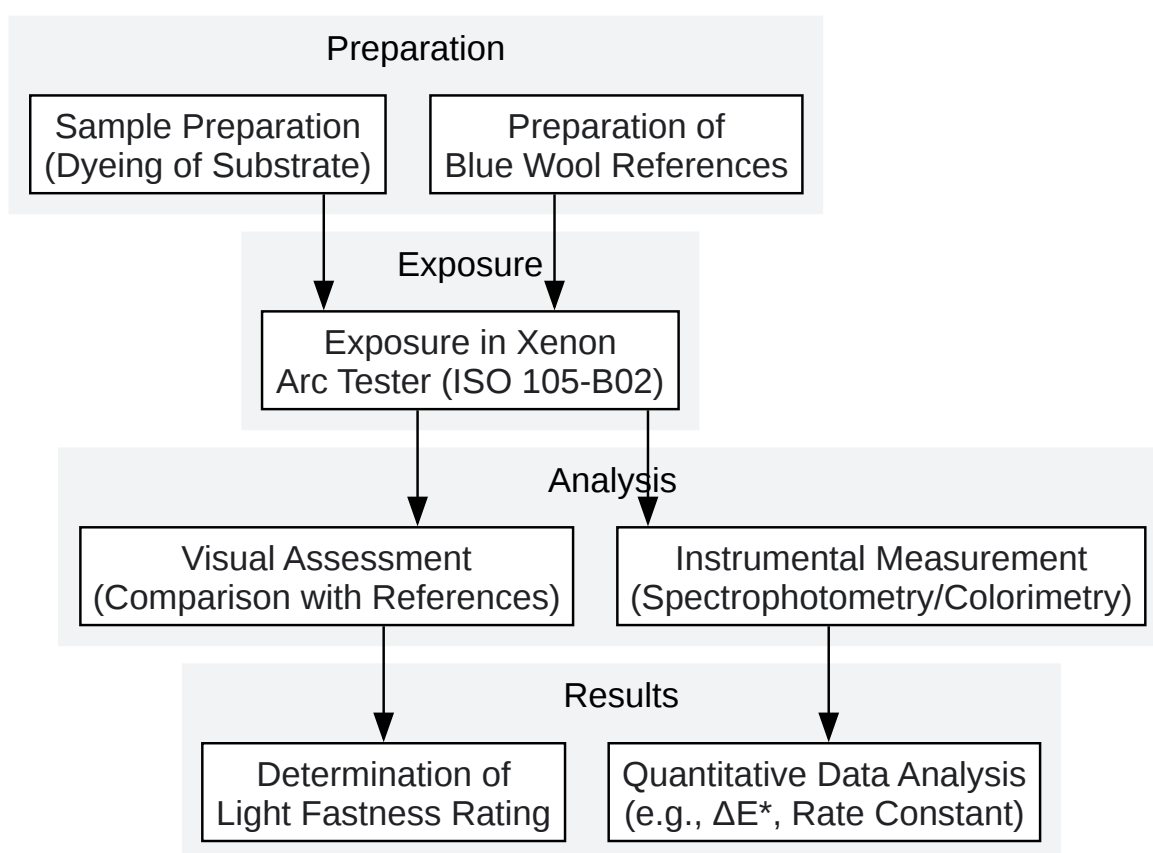 Preparation
Sample Preparation
(Dyeing of Substrate)
Preparation of
Blue Wool References
Exposure
Exposure in Xenon
Arc Tester (ISO 105-B02)
Analysis
Visual Assessment
(Comparison with References)
Instrumental Measurement
(Spectrophotometry/Colorimetry)
Results
Determination of
Light Fastness Rating
Quantitative Data Analysis
(e.g., ΔE*, Rate Constant)